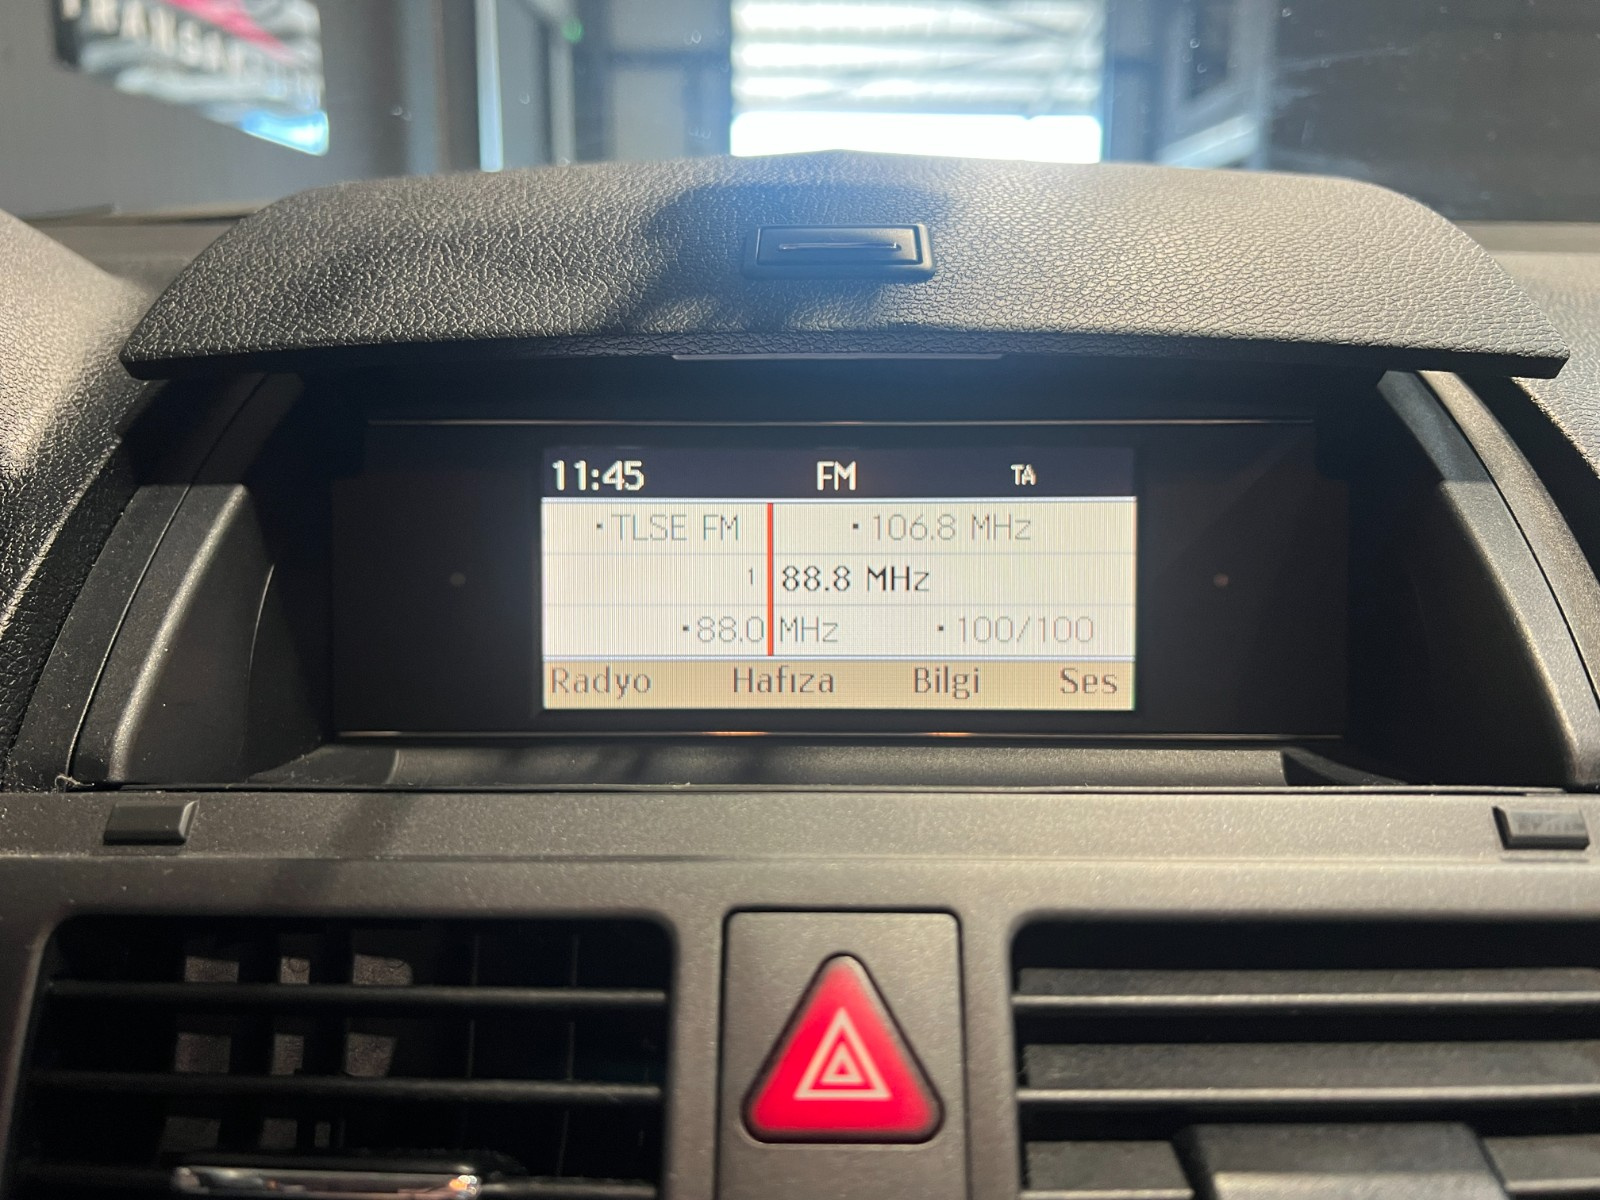 11:45 FM TA
·TLSE FM ·106.8 MHz
1 88.8 MHz
·88.0 MHz ·100/100
Radyo Hafıza Bilgi Ses